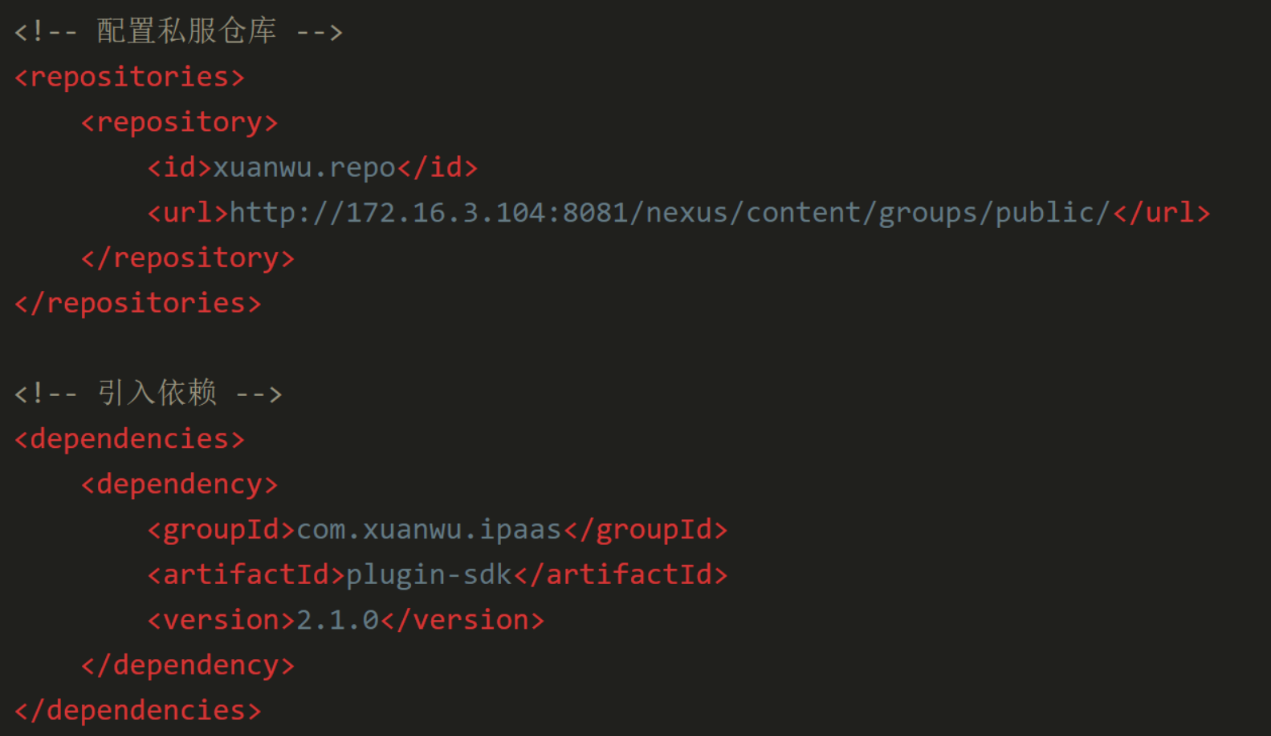 <!-- 配置私服仓库 -->
<repositories>
    <repository>
        <id>xuanwu.repo</id>
        <url>http://172.16.3.104:8081/nexus/content/groups/public/</url>
    </repository>
</repositories>

<!-- 引入依赖 -->
<dependencies>
    <dependency>
        <groupId>com.xuanwu.ipaas</groupId>
        <artifactId>plugin-sdk</artifactId>
        <version>2.1.0</version>
    </dependency>
</dependencies>